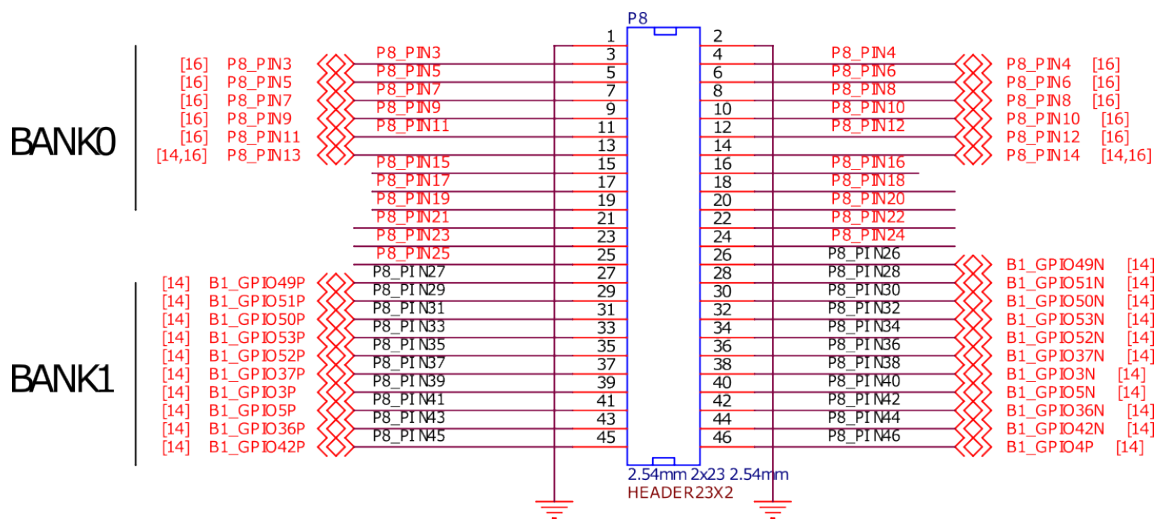 P8
1 2
P8_PIN3 3 4 P8_PIN4
[16] P8_PIN3 P8_PIN4 [16]
P8_PIN5 5 6 P8_PIN6
[16] P8_PIN5 P8_PIN6 [16]
P8_PIN7 7 8 P8_PIN8
[16] P8_PIN7 P8_PIN8 [16]
P8_PIN9 9 10 P8_PIN10
[16] P8_PIN9 P8_PIN10 [16]
P8_PIN11 11 12 P8_PIN12
[16] P8_PIN11 P8_PIN12 [16]
BANK0
13 14
[14,16] P8_PIN13 P8_PIN14 [14,16]
P8_PIN15 15 16 P8_PIN16
P8_PIN17 17 18 P8_PIN18
P8_PIN19 19 20 P8_PIN20
P8_PIN21 21 22 P8_PIN22
P8_PIN23 23 24 P8_PIN24
P8_PIN25 25 26 P8_PIN26
B1_GPIO49N [14]
P8_PIN27 27 28 P8_PIN28
[14] B1_GPIO49P B1_GPIO51N [14]
P8_PIN29 29 30 P8_PIN30
[14] B1_GPIO51P B1_GPIO50N [14]
P8_PIN31 31 32 P8_PIN32
[14] B1_GPIO50P B1_GPIO53N [14]
P8_PIN33 33 34 P8_PIN34
[14] B1_GPIO53P B1_GPIO52N [14]
P8_PIN35 35 36 P8_PIN36
[14] B1_GPIO52P B1_GPIO37N [14]
P8_PIN37 37 38 P8_PIN38
BANK1
[14] B1_GPIO37P B1_GPIO3N [14]
P8_PIN39 39 40 P8_PIN40
[14] B1_GPIO3P B1_GPIO5N [14]
P8_PIN41 41 42 P8_PIN42
[14] B1_GPIO5P B1_GPIO36N [14]
P8_PIN43 43 44 P8_PIN44
[14] B1_GPIO36P B1_GPIO42N [14]
P8_PIN45 45 46 P8_PIN46
[14] B1_GPIO42P B1_GPIO4P [14]
2.54mm 2x23 2.54mm
HEADER23X2